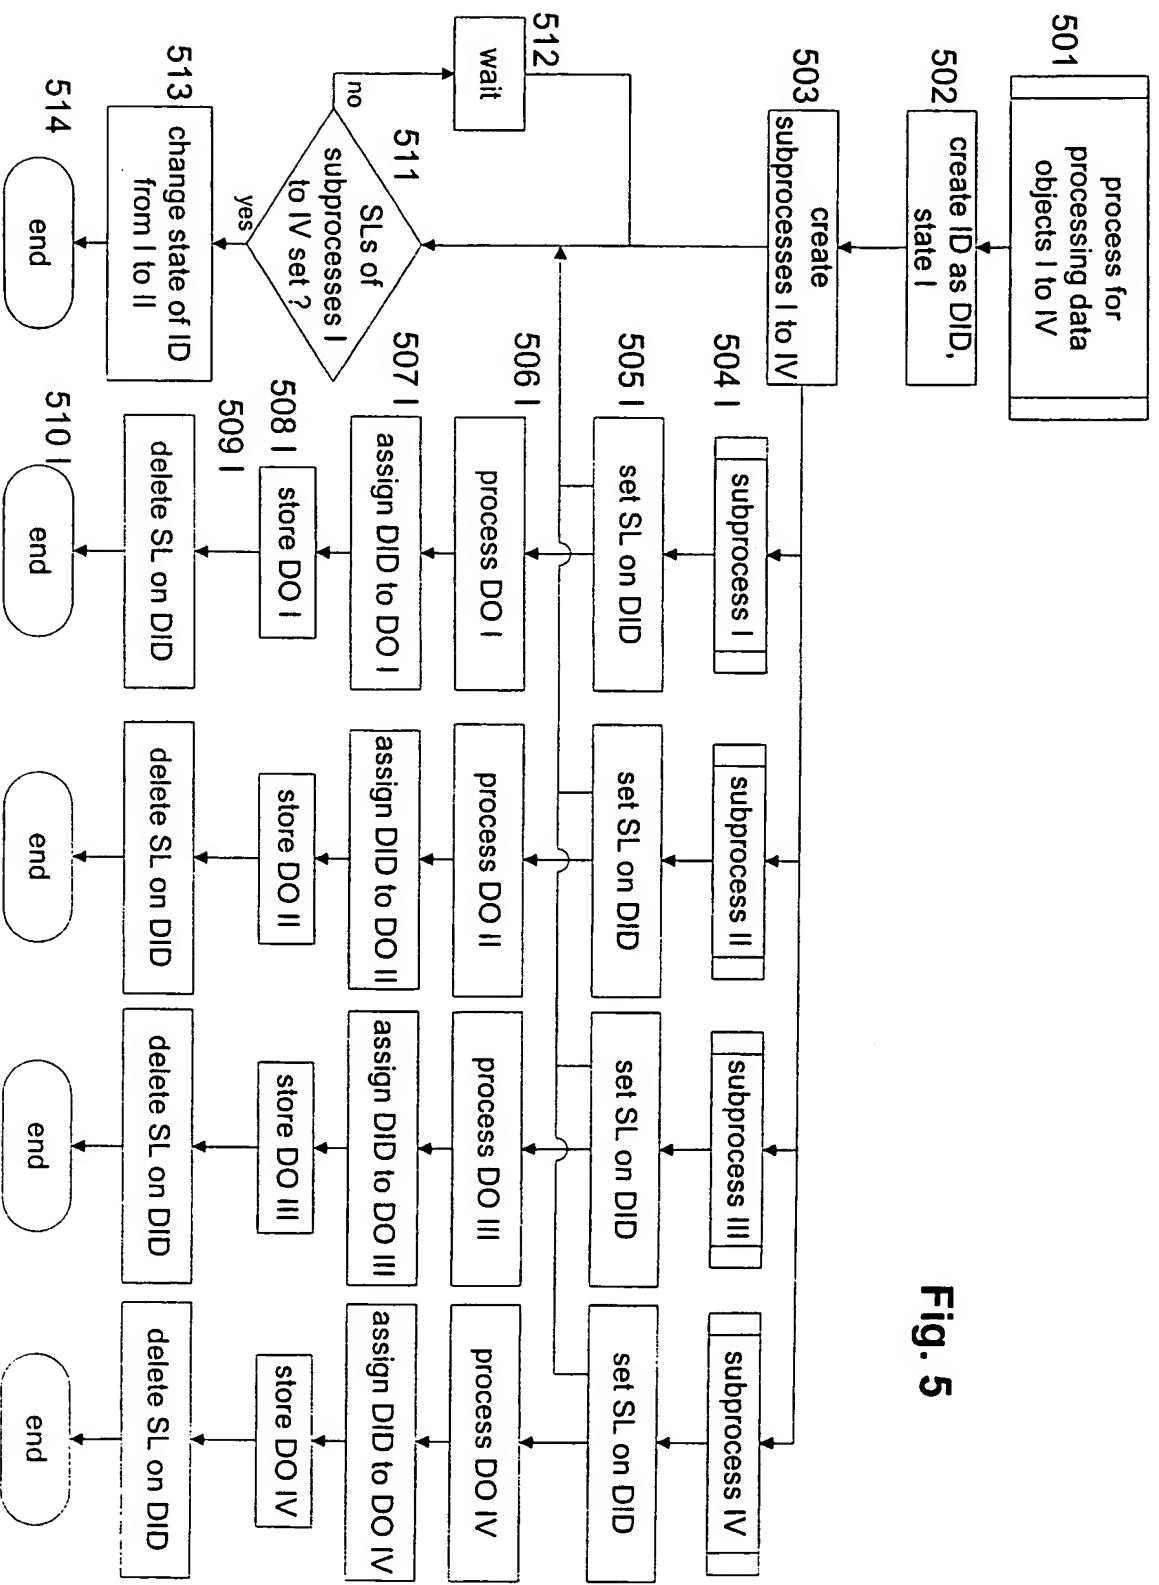 Fig. 5
501
process for
processing data
objects I to IV
502
create ID as DID,
state I
503
create
subprocesses I to IV
504 I
subprocess I
subprocess II
subprocess III
subprocess IV
505 I
set SL on DID
set SL on DID
set SL on DID
set SL on DID
506 I
process DO I
process DO II
process DO III
process DO IV
507 I
assign DID to DO I
assign DID to DO II
assign DID to DO III
assign DID to DO IV
508 I
store DO I
store DO II
store DO III
store DO IV
509 I
delete SL on DID
delete SL on DID
delete SL on DID
delete SL on DID
510 I
end
end
end
end
512
wait
511
SLs of
subprocesses I
to IV set ?
no
yes
513
change state of ID
from I to II
514
end